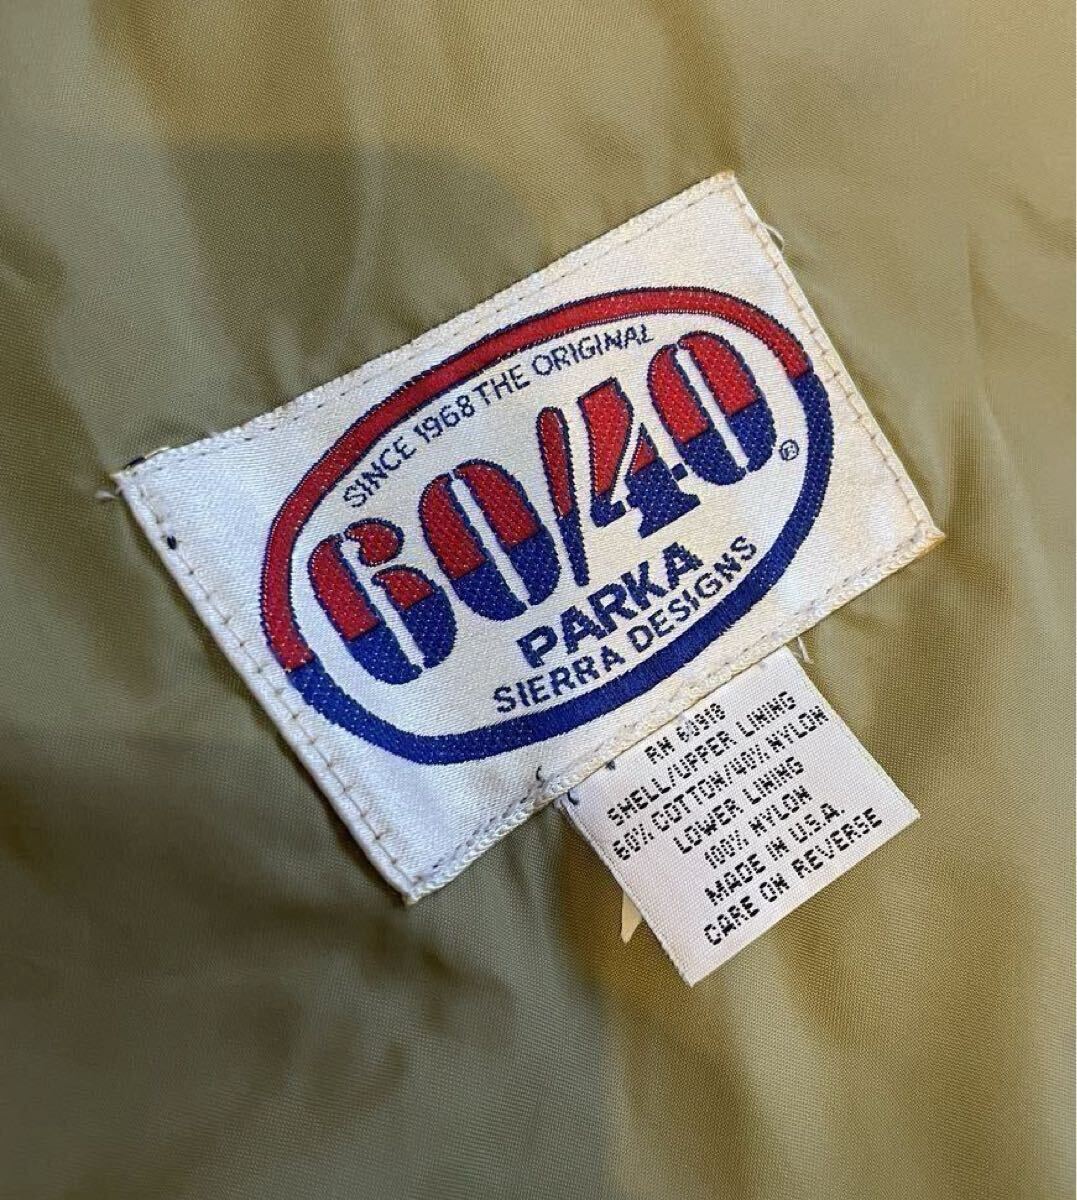 SINCE 1968 THE ORIGINAL
60/40®
PARKA
SIERRA DESIGNS
RN 60918
SHELL/UPPER LINING
60% COTTON/40% NYLON
LOWER LINING
100% NYLON
MADE IN U.S.A.
CARE ON REVERSE